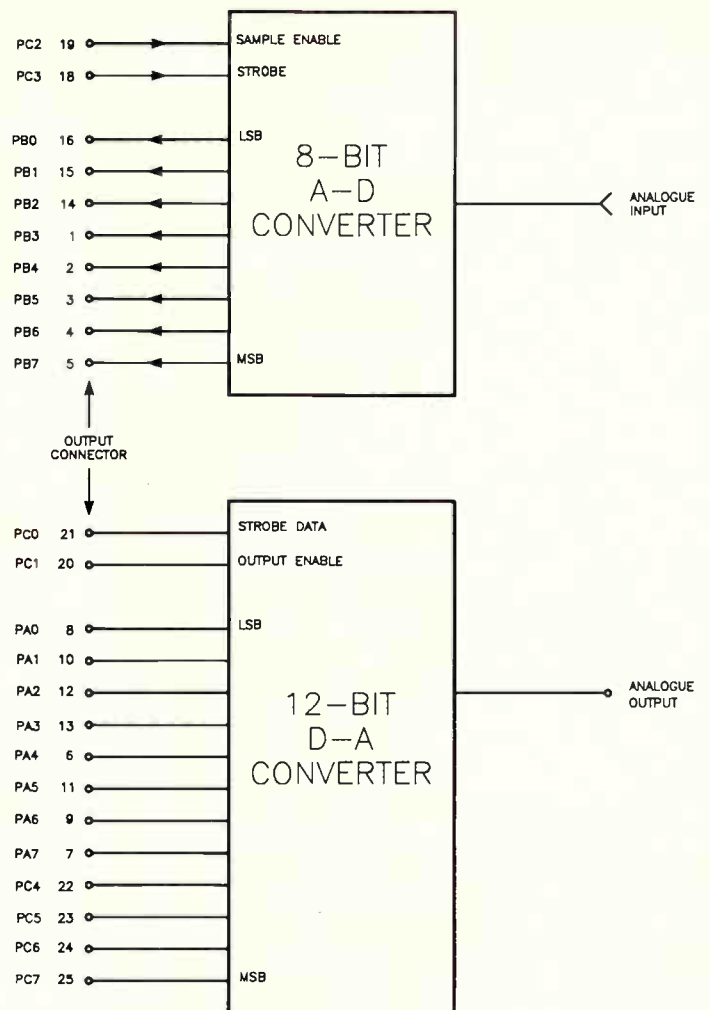 PC2 19 SAMPLE ENABLE
PC3 18 STROBE
PB0 16 LSB
PB1 15
PB2 14
PB3 1
PB4 2
PB5 3
PB6 4
PB7 5 MSB
8-BIT
A-D
CONVERTER
ANALOGUE
INPUT
OUTPUT
CONNECTOR
PC0 21 STROBE DATA
PC1 20 OUTPUT ENABLE
PA0 8 LSB
PA1 10
PA2 12
PA3 13
PA4 6
PA5 11
PA6 9
PA7 7
PC4 22
PC5 23
PC6 24
PC7 25 MSB
12-BIT
D-A
CONVERTER
ANALOGUE
OUTPUT